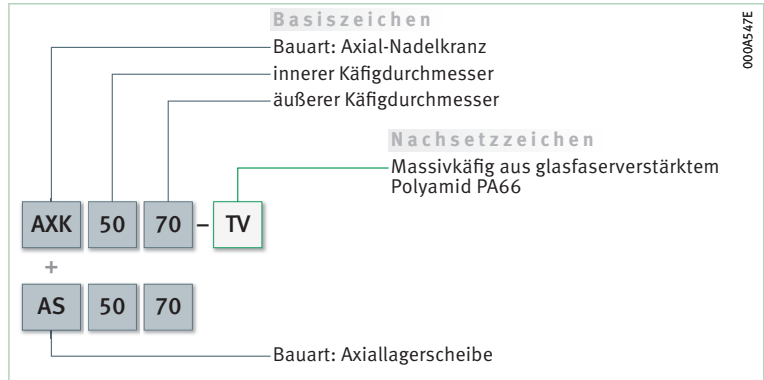 Basiszeichen
Bauart: Axial-Nadelkranz
innerer Käfigdurchmesser
äußerer Käfigdurchmesser
Nachsetzzeichen
Massivkäfig aus glasfaserverstärktem
Polyamid PA66
AXK 50 70 – TV
+
AS 50 70
Bauart: Axiallagerscheibe
000A547E